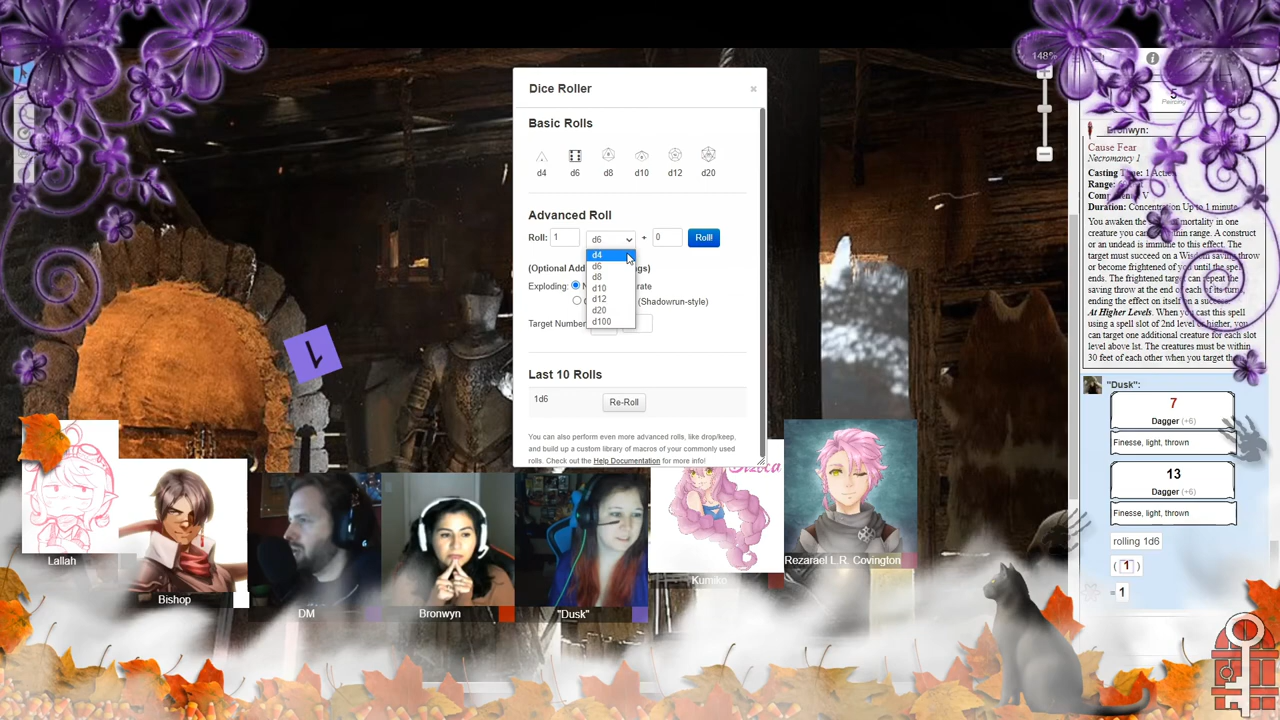 148%
Dice Roller
×
Basic Rolls
d4 d6 d8 d10 d12 d20
Advanced Roll
Roll: 1 d6 + 0 Roll!
d4
d6
d8
d10
d12
d20
d100
(Optional
Exploding:
(Shadowrun-style)
Target Number
Last 10 Rolls
1d6 Re-Roll
You can also perform even more advanced rolls, like drop/keep,
and build up a custom library of macros of your commonly used
rolls. Check out the Help Documentation for more info!
1
Lallah
Bishop
DM
Bronwyn
"Dusk"
Kumiko
Rezarael L.R. Covington
5
Piercing
Bronwyn:
Cause Fear
Necromancy 1
Casting 1
Range:
V
Duration: Concentration Up to 1 minute
You awaken the mortality in one
creature you can within range. A construct
or an undead is immune to this effect. The
target must succeed on a Wisdom saving throw
or become frightened of you until the spell
ends. The frightened target can repeat the
saving throw at the end of each of its turns,
ending the effect on itself on a success.
At Higher Levels. When you cast this spell
using a spell slot of 2nd level or higher, you
can target one additional creature for each slot
level above 1st. The creatures must be within
30 feet of each other when you target
"Dusk":
7
Dagger (+6)
Finesse, light, thrown
13
Dagger (+6)
Finesse, light, thrown
rolling 1d6
( 1 )
= 1